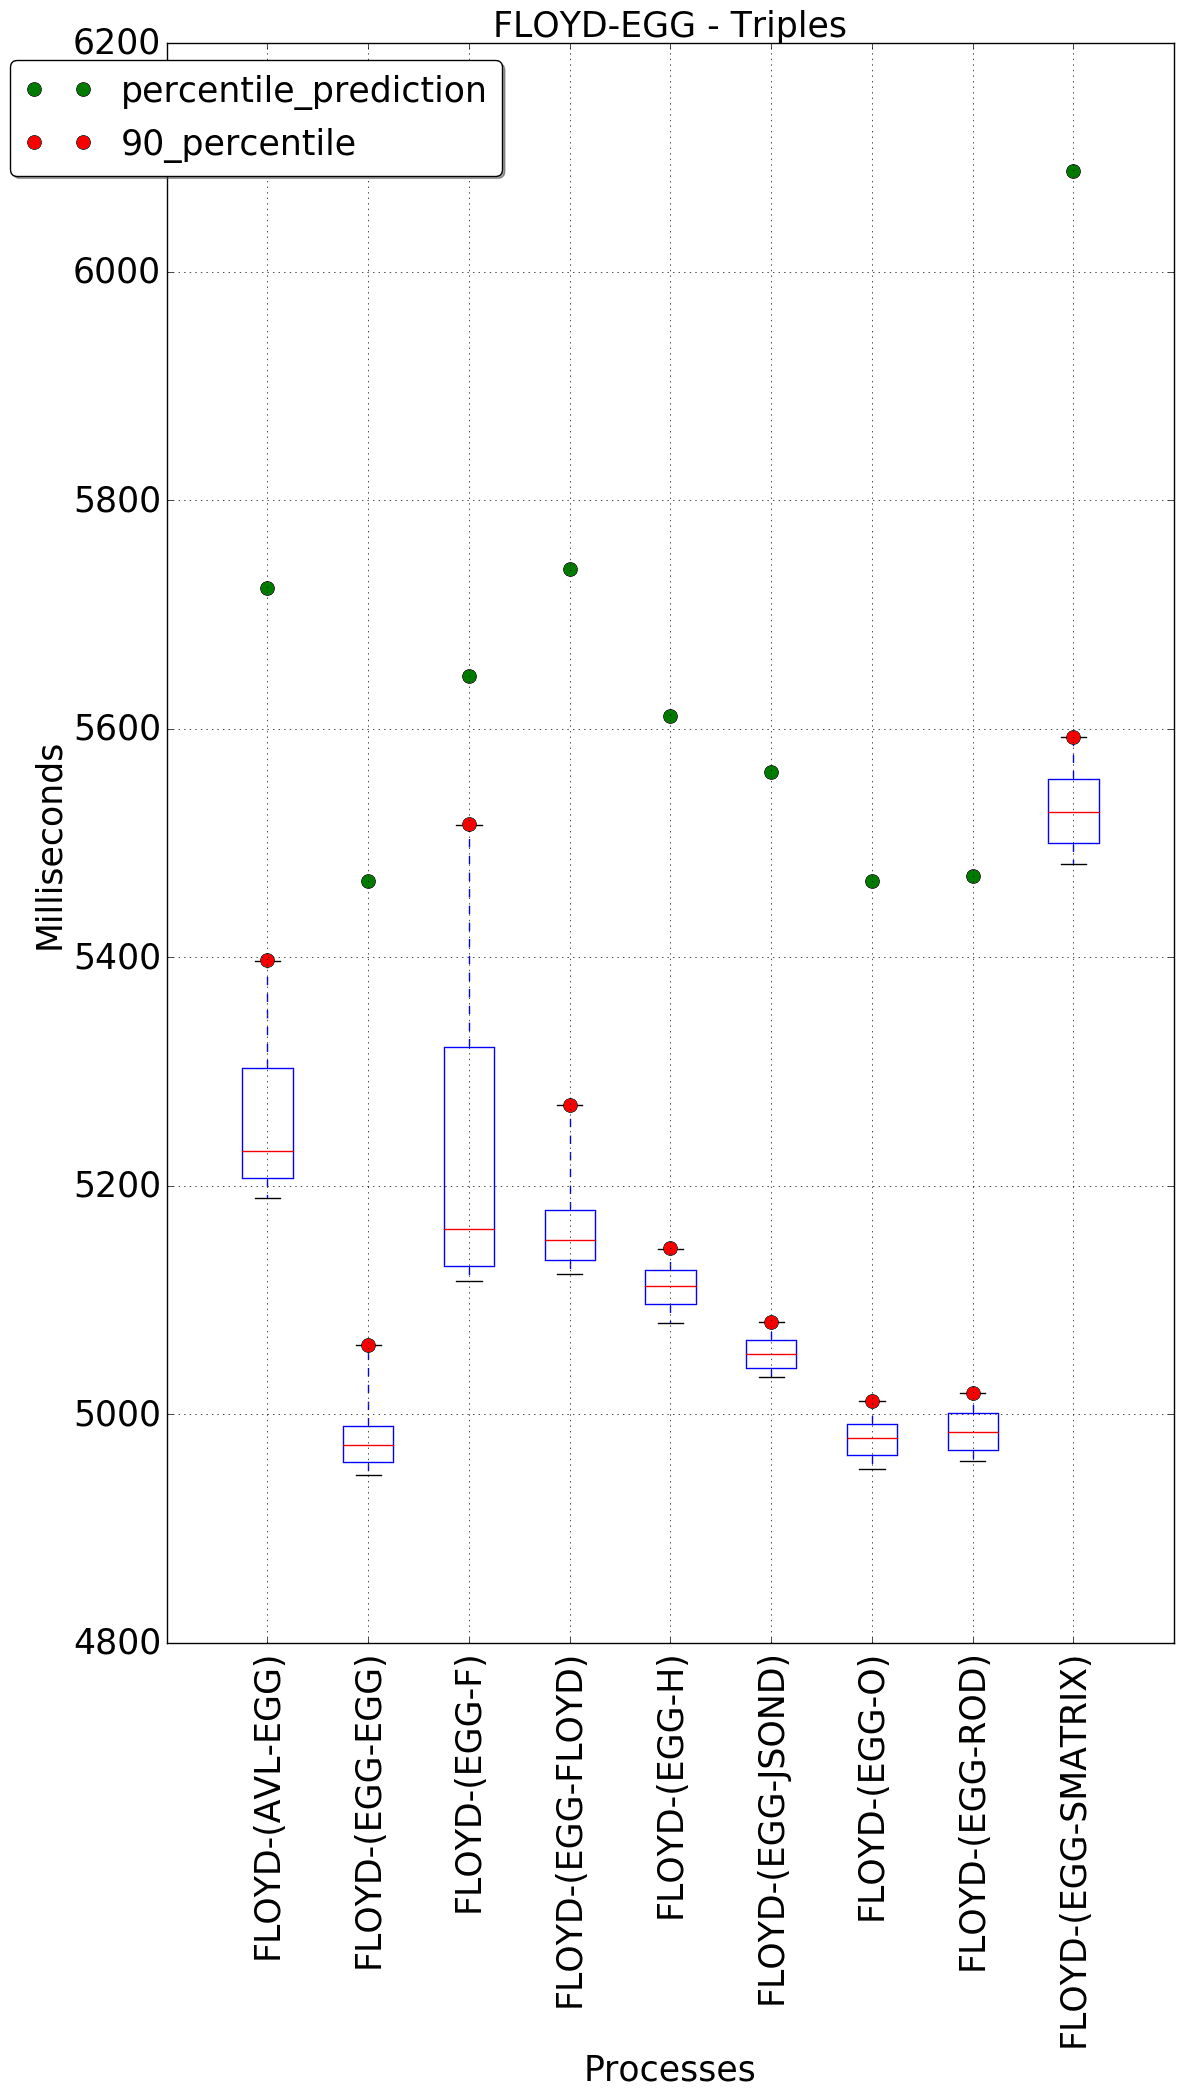 FLOYD-EGG - Triples
percentile_prediction
90_percentile
6200
6000
5800
5600
5400
5200
5000
4800
Milliseconds
FLOYD-(AVL-EGG)
FLOYD-(EGG-EGG)
FLOYD-(EGG-F)
FLOYD-(EGG-FLOYD)
FLOYD-(EGG-H)
FLOYD-(EGG-JSOND)
FLOYD-(EGG-O)
FLOYD-(EGG-ROD)
FLOYD-(EGG-SMATRIX)
Processes